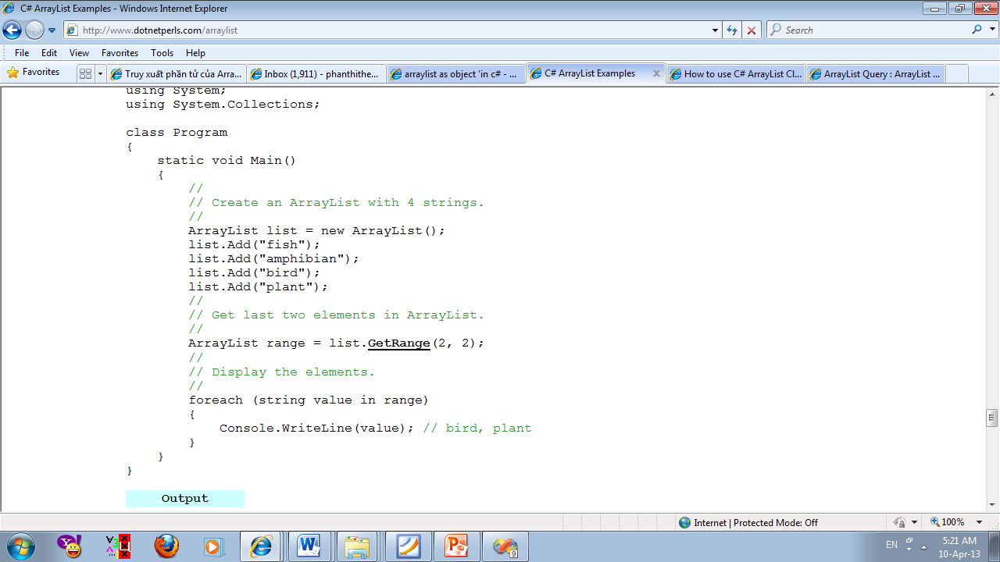 C# ArrayList Examples - Windows Internet Explorer
http://www.dotnetperls.com/arraylist
Search
File Edit View Favorites Tools Help
Favorites
Truy xuất phần tử của Arra...
Inbox (1,911) - phanthithe...
arraylist as object 'in c# - ...
C# ArrayList Examples
How to use C# ArrayList Cl...
ArrayList Query : ArrayList ...
using System;
using System.Collections;
class Program
{
static void Main()
{
//
// Create an ArrayList with 4 strings.
//
ArrayList list = new ArrayList();
list.Add("fish");
list.Add("amphibian");
list.Add("bird");
list.Add("plant");
//
// Get last two elements in ArrayList.
//
ArrayList range = list.GetRange(2, 2);
//
// Display the elements.
//
foreach (string value in range)
{
Console.WriteLine(value); // bird, plant
}
}
}
Output
Internet | Protected Mode: Off
100%
EN
5:21 AM
10-Apr-13